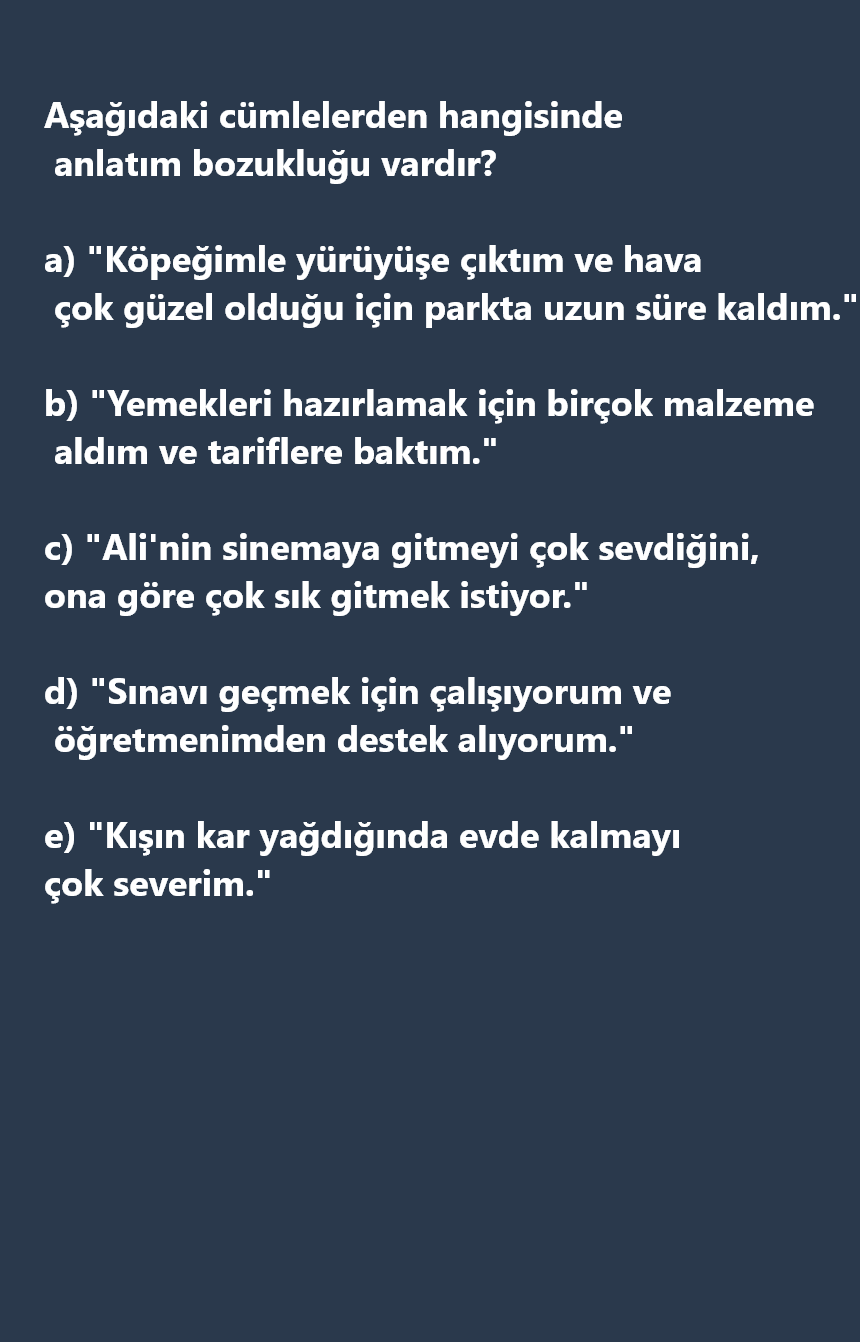 Aşağıdaki cümlelerden hangisinde
anlatım bozukluğu vardır?
a) "Köpeğimle yürüyüşe çıktım ve hava
çok güzel olduğu için parkta uzun süre kaldım."
b) "Yemekleri hazırlamak için birçok malzeme
aldım ve tariflere baktım."
c) "Ali'nin sinemaya gitmeyi çok sevdiğini,
ona göre çok sık gitmek istiyor."
d) "Sınavı geçmek için çalışıyorum ve
öğretmenimden destek alıyorum."
e) "Kışın kar yağdığında evde kalmayı
çok severim."